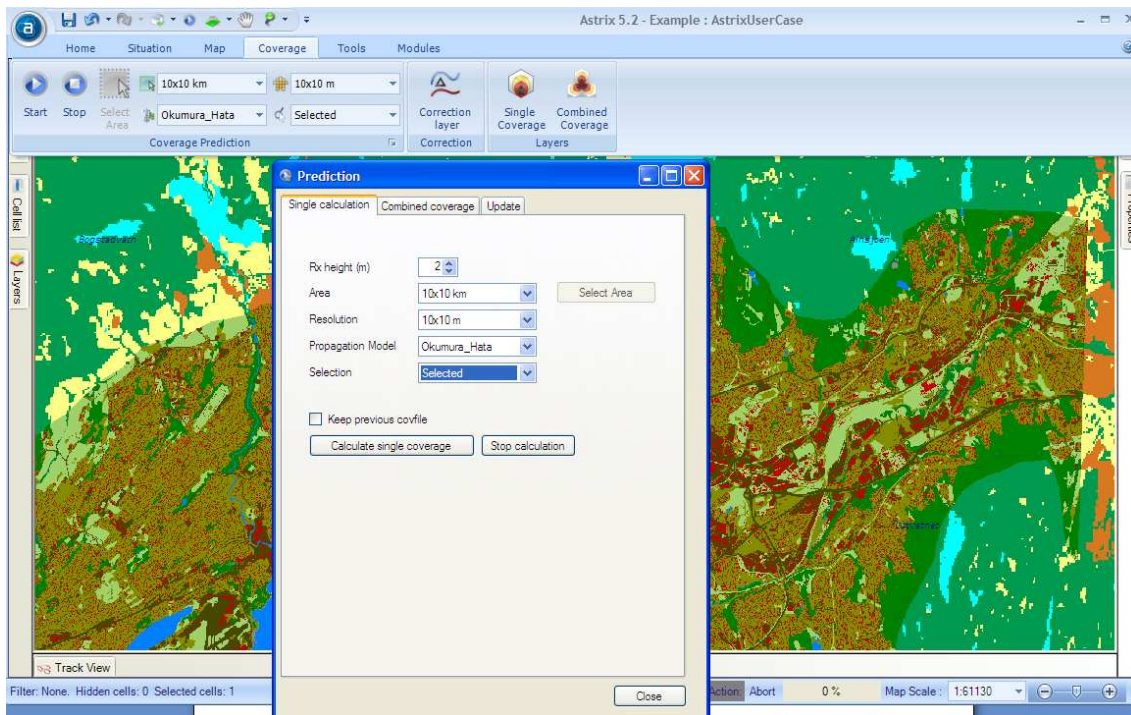 Astrix 5.2 - Example : AstrixUserCase
Home Situation Map Coverage Tools Modules
10x10 km 10x10 m
Okumura_Hata Selected
Start Stop Select Area
Correction layer
Single Coverage Combined Coverage
Coverage Prediction Correction Layers
Cell list
Layers
Properties
Prediction
Single calculation Combined coverage Update
Rx height (m) 2
Area 10x10 km Select Area
Resolution 10x10 m
Propagation Model Okumura_Hata
Selection Selected
Keep previous covfile
Calculate single coverage Stop calculation
Close
Track View
Filter: None. Hidden cells: 0 Selected cells: 1
Action: Abort 0 % Map Scale : 1:61130